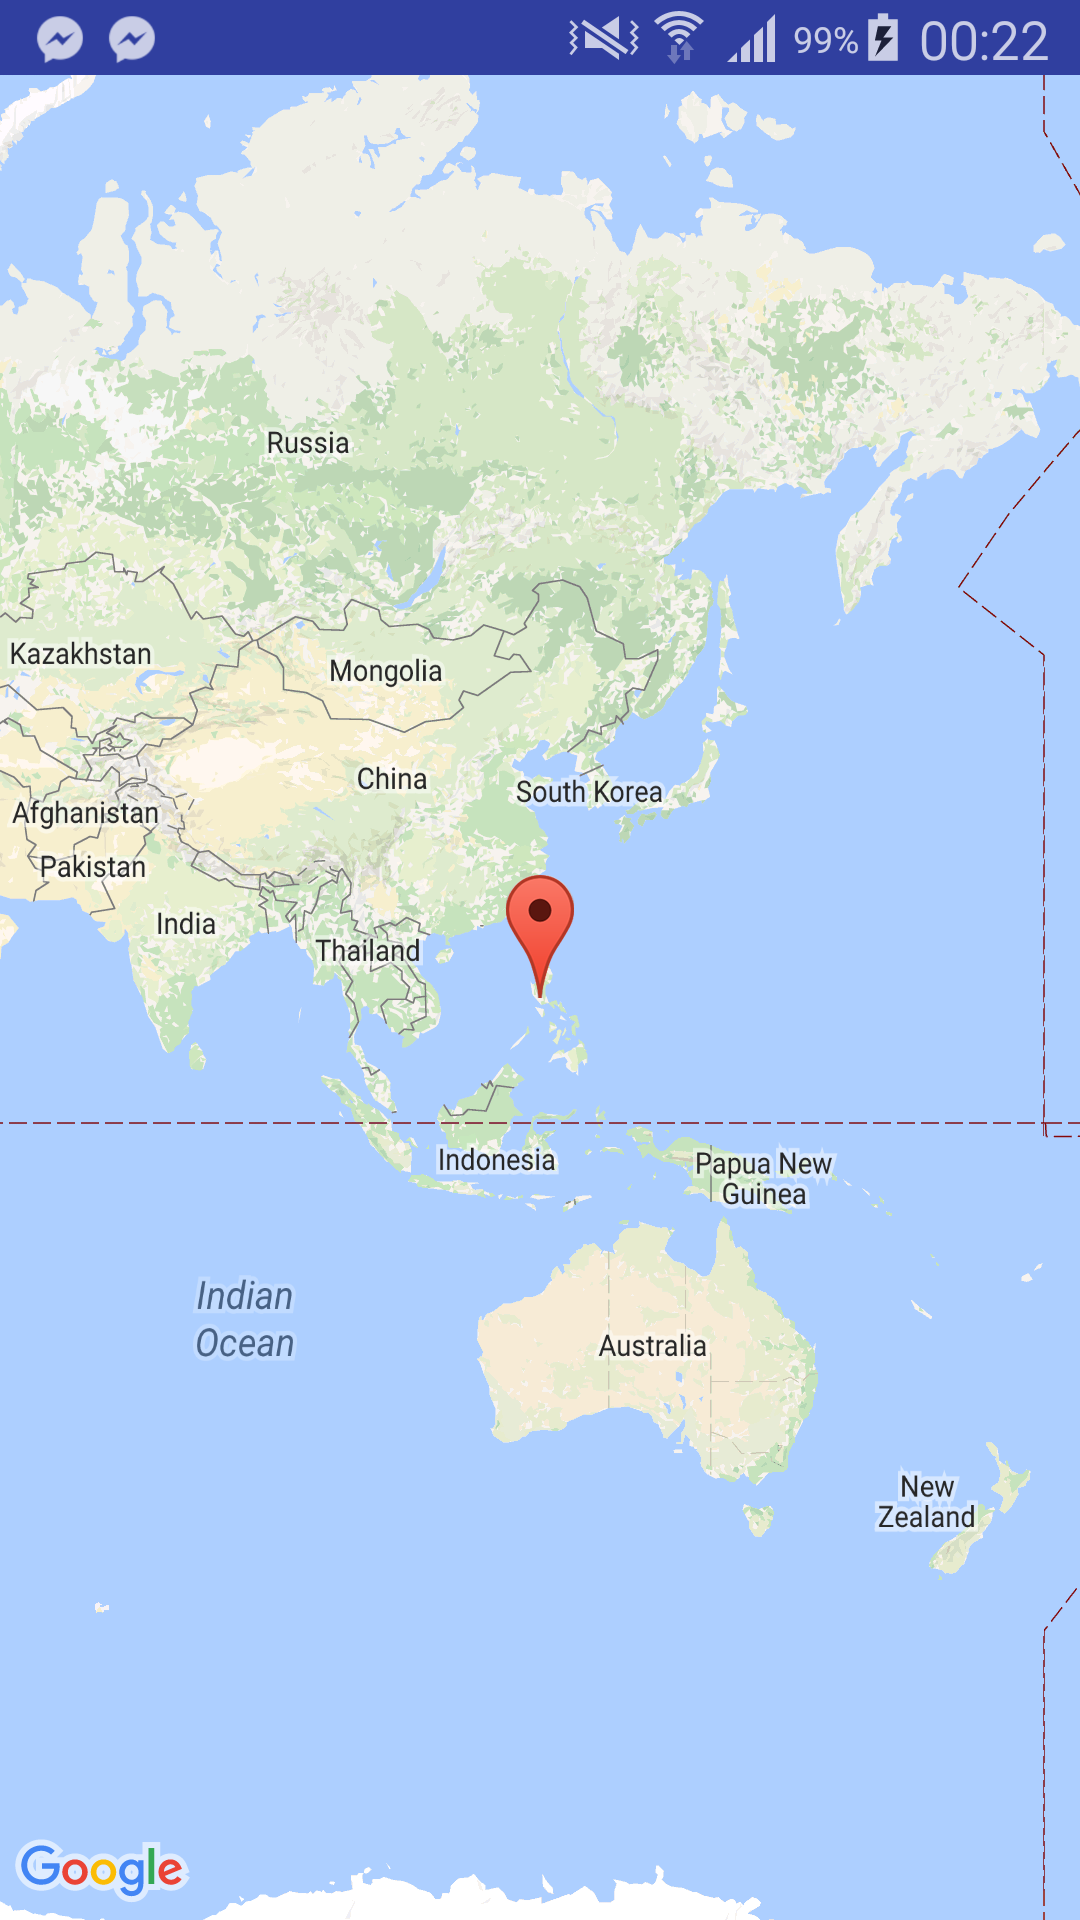 99% 00:22
Russia
Kazakhstan
Mongolia
China
South Korea
Afghanistan
Pakistan
India
Thailand
Indonesia
Papua New
Guinea
Indian
Ocean
Australia
New
Zealand
Google